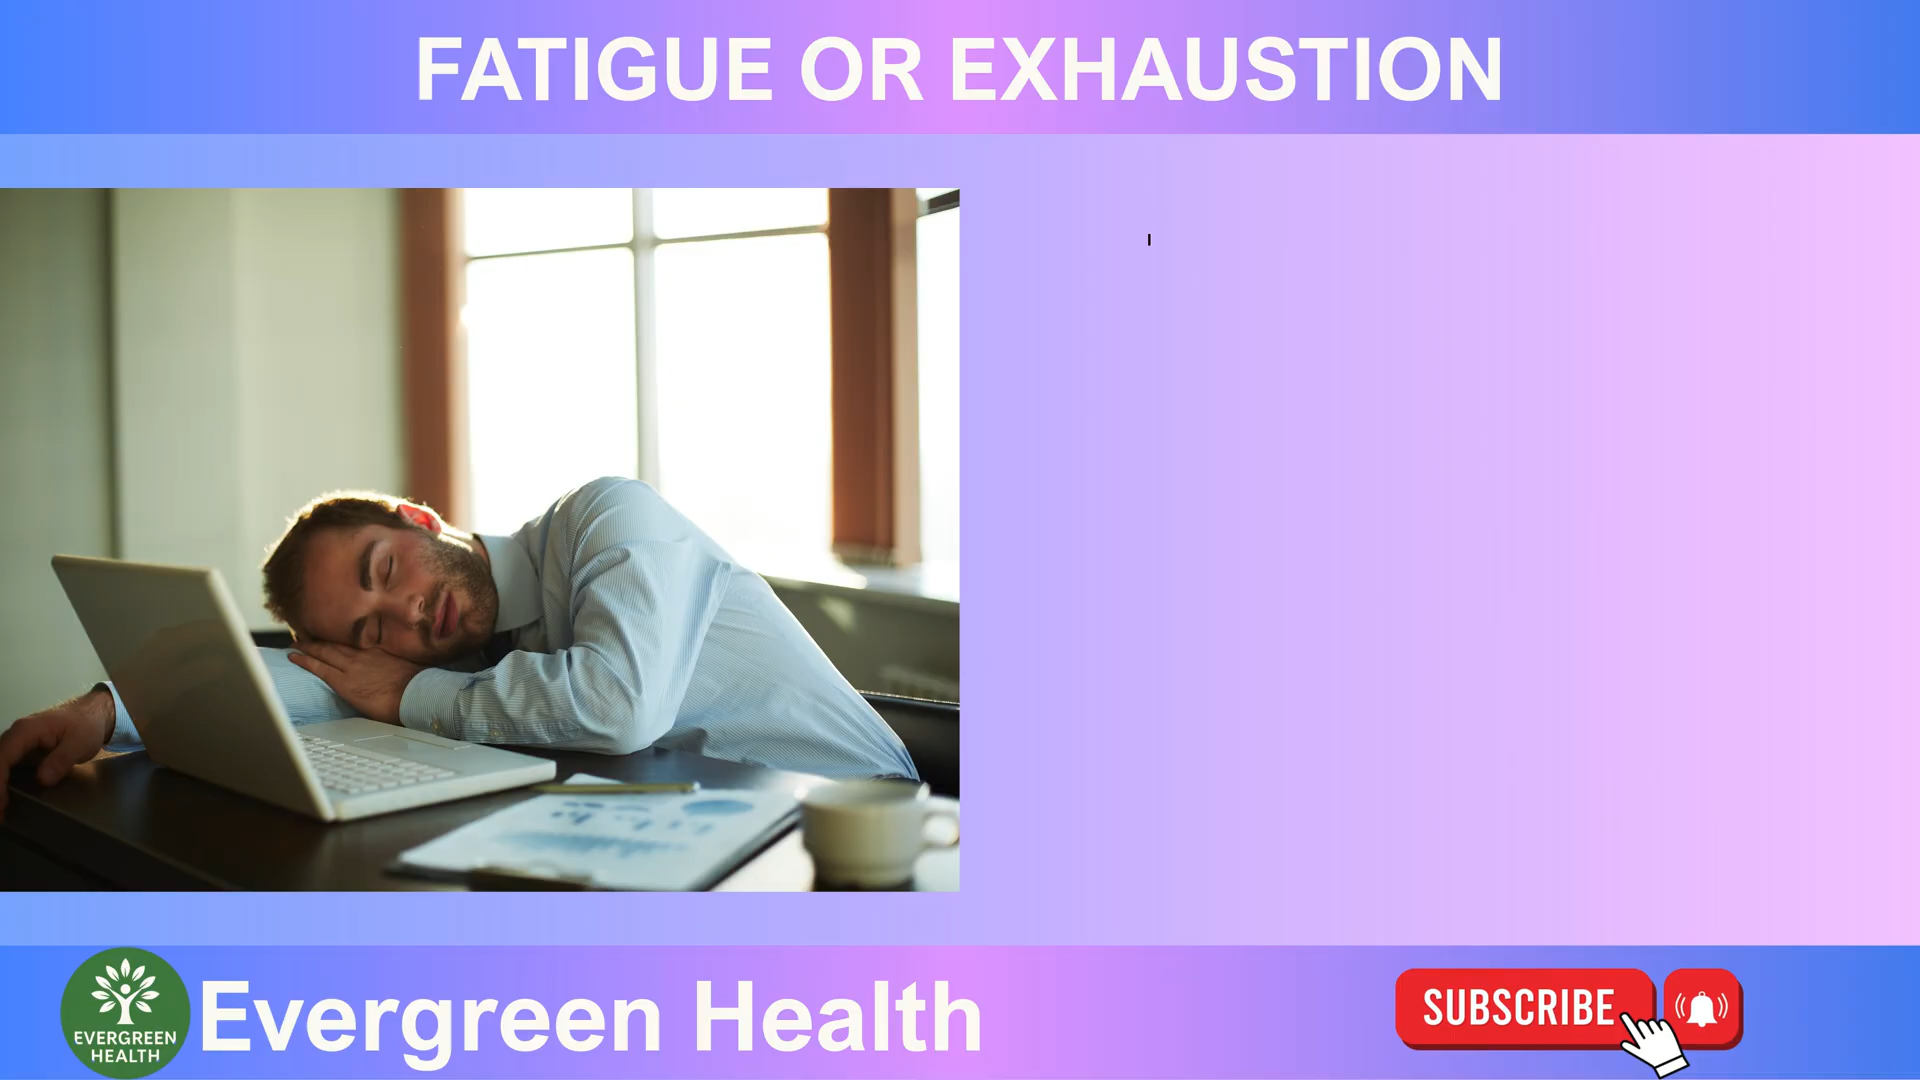 FATIGUE OR EXHAUSTION
EVERGREEN
HEALTH
Evergreen Health
SUBSCRIBE